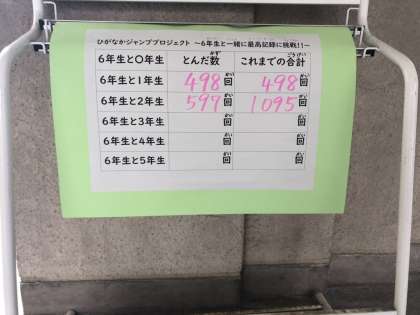 ひがなかジャンププロジェクト ～6年生と一緒に最高記録に挑戦!!～
6年生と〇年生 とんだ数 これまでの合計
6年生と1年生 498回 498回
6年生と2年生 597回 1095回
6年生と3年生 回 回
6年生と4年生 回 回
6年生と5年生 回 回